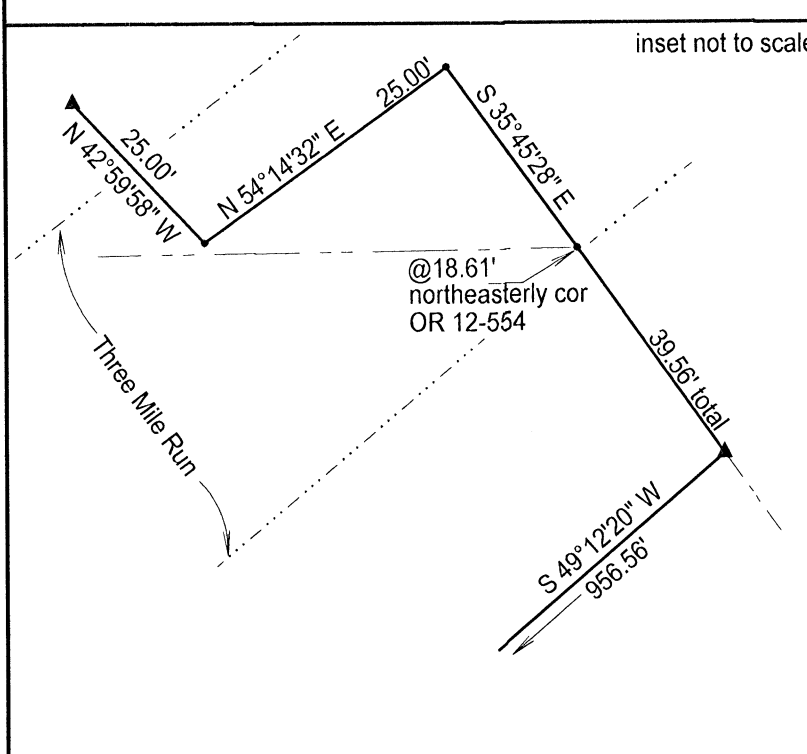 inset not to scale
25.00'
N 42°59'58" W
N 54°14'32" E
25.00'
S 35°45'28" E
@18.61'
northeasterly cor
OR 12-554
Three Mile Run
39.56' total
S 49°12'20" W
956.56'